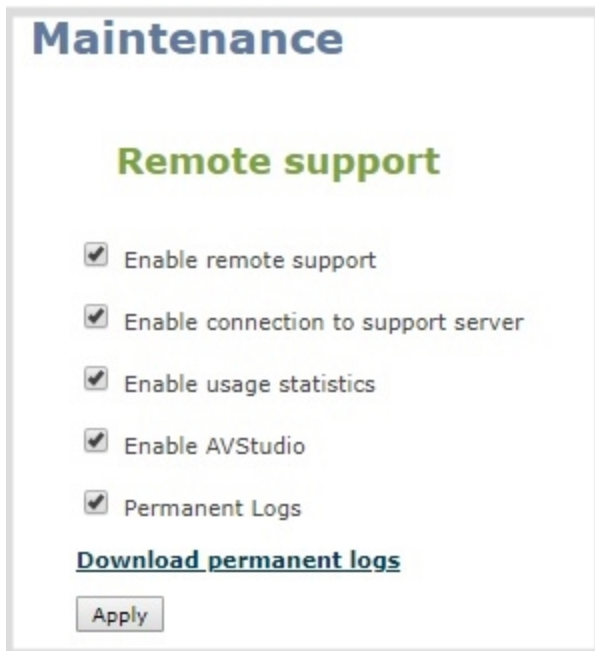 Maintenance
Remote support
Enable remote support
Enable connection to support server
Enable usage statistics
Enable AVStudio
Permanent Logs
Download permanent logs
Apply